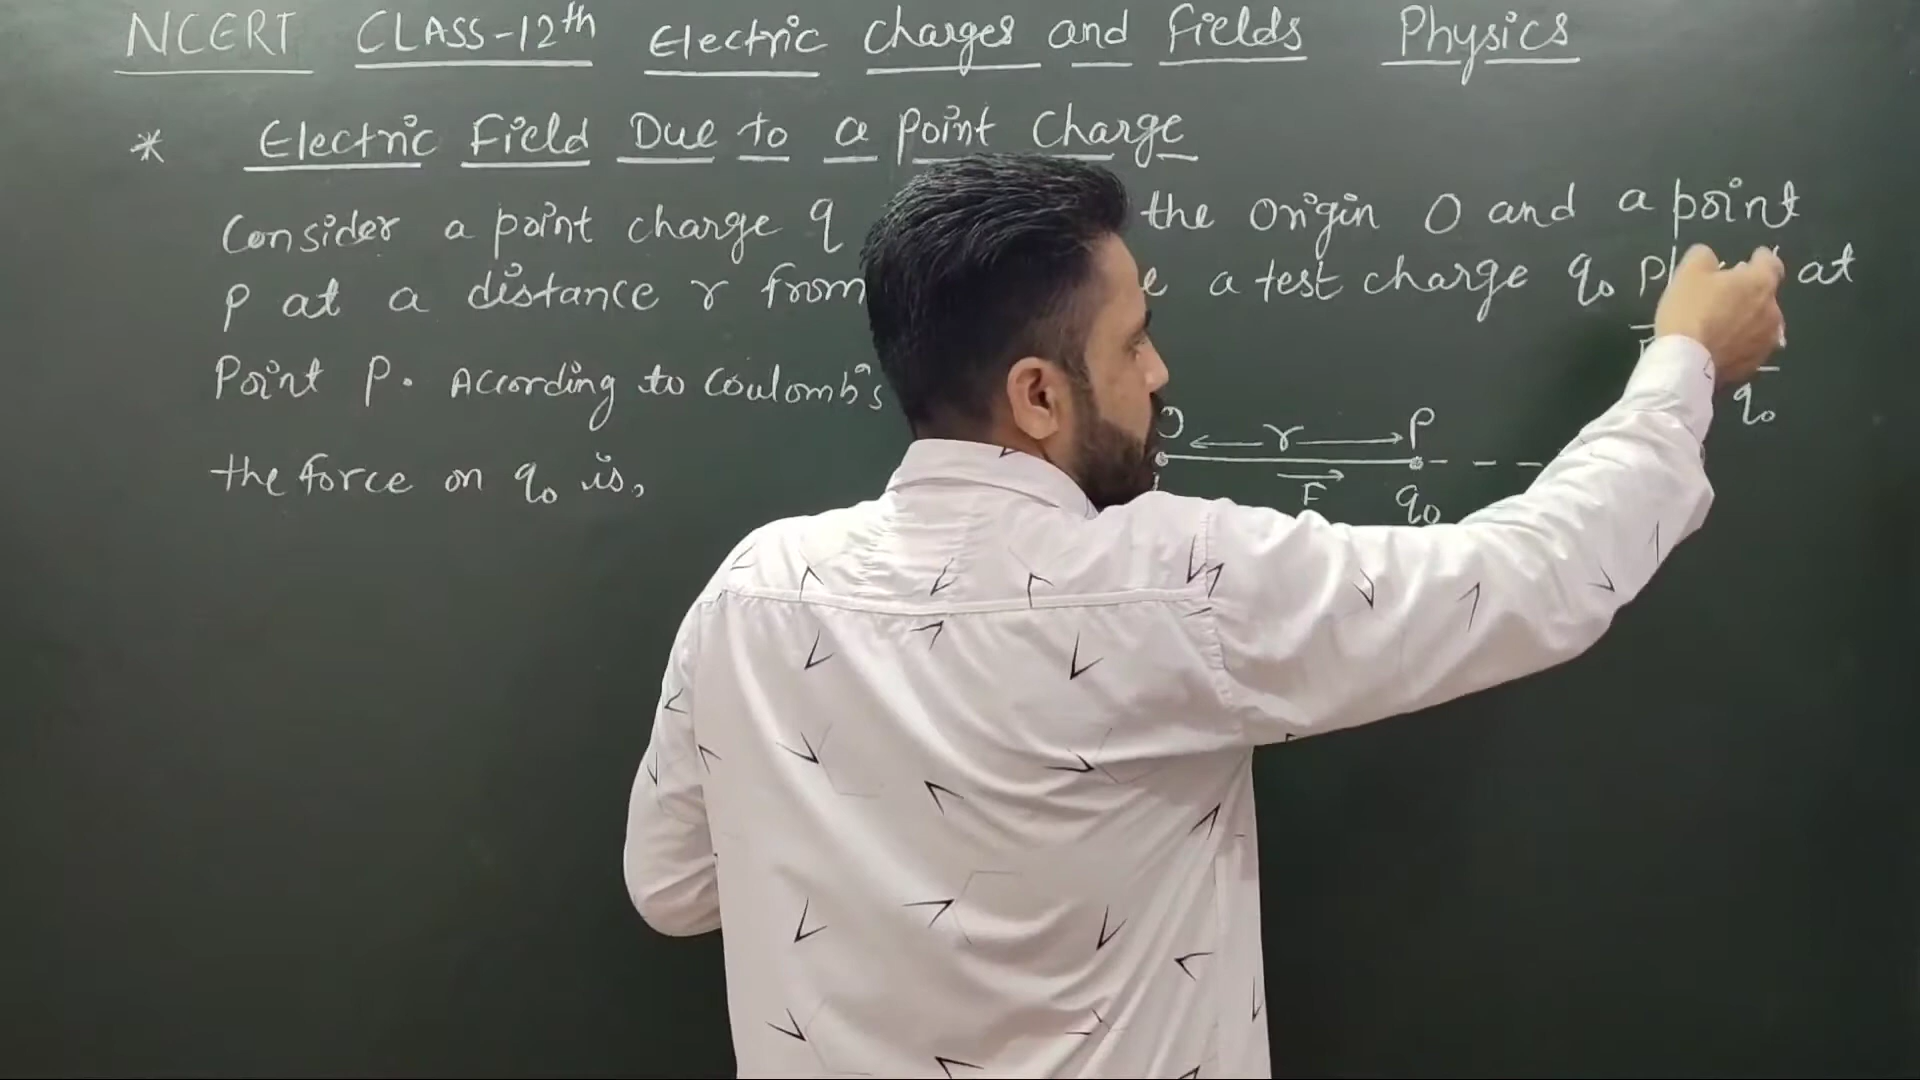 NCERT CLASS-12th Electric Charges and Fields Physics
* Electric Field Due to a point Charge
Consider a point charge q the origin O and a point
P at a distance r from a test charge q₀ at
Point P. According to Coulomb's
the force on q₀ is,
q₀
r P
F q₀